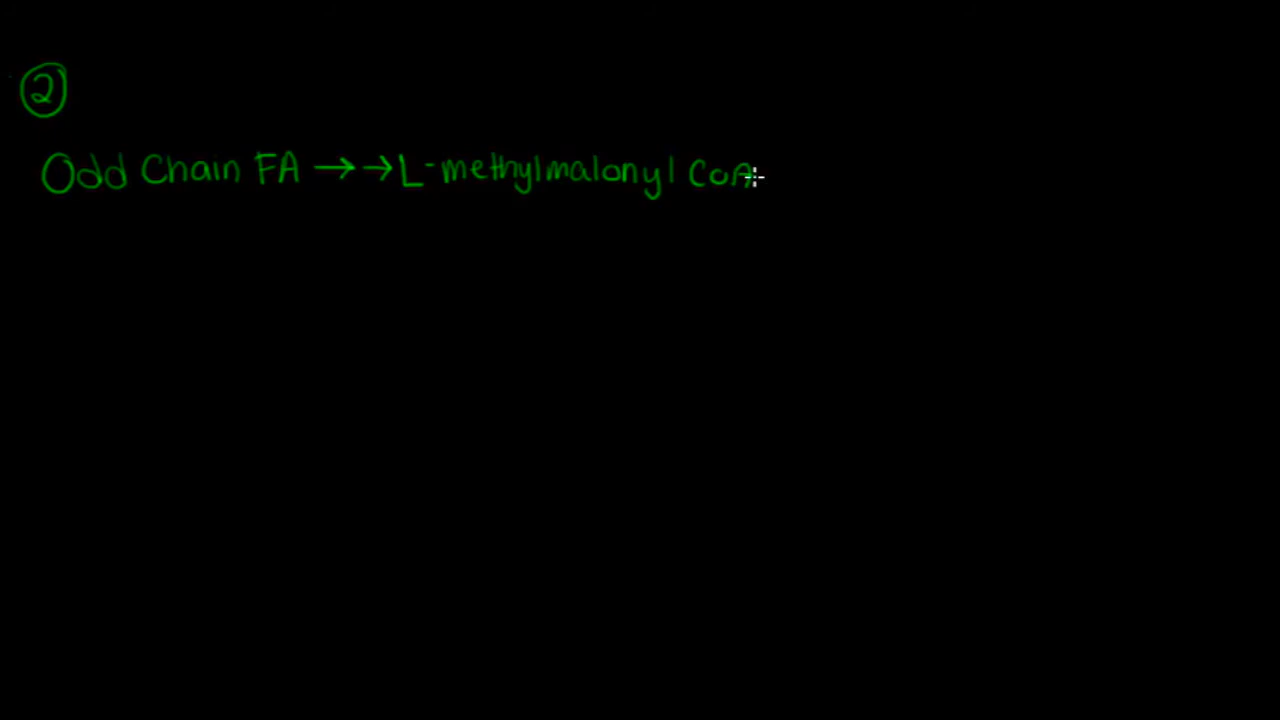 ②
Odd Chain FA → → L-methylmalonyl CoA